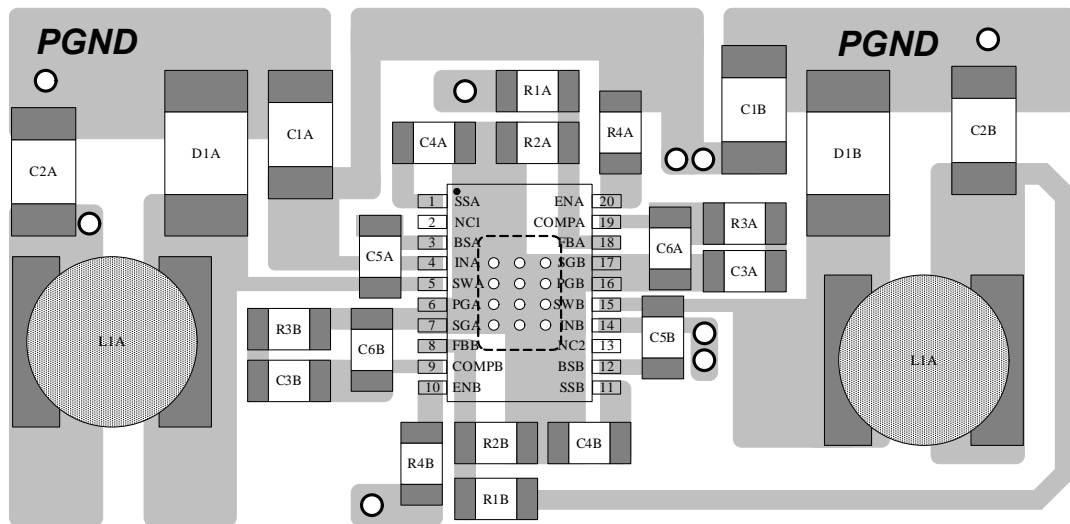 PGND
PGND
R1A
C1B
C1A
R4A
C2B
C4A
R2A
D1A
D1B
C2A
1 SSA ENA 20
2 NC1 COMPA 19
R3A
3 BSA FBA 18
C5A
C6A
4 INA SGB 17
C3A
5 SWA PGB 16
6 PGA SWB 15
R3B
7 SGA INB 14
C5B
L1A
C6B
8 FBB NC2 13
L1A
9 COMPB BSB 12
C3B
10 ENB SSB 11
R2B
C4B
R4B
R1B